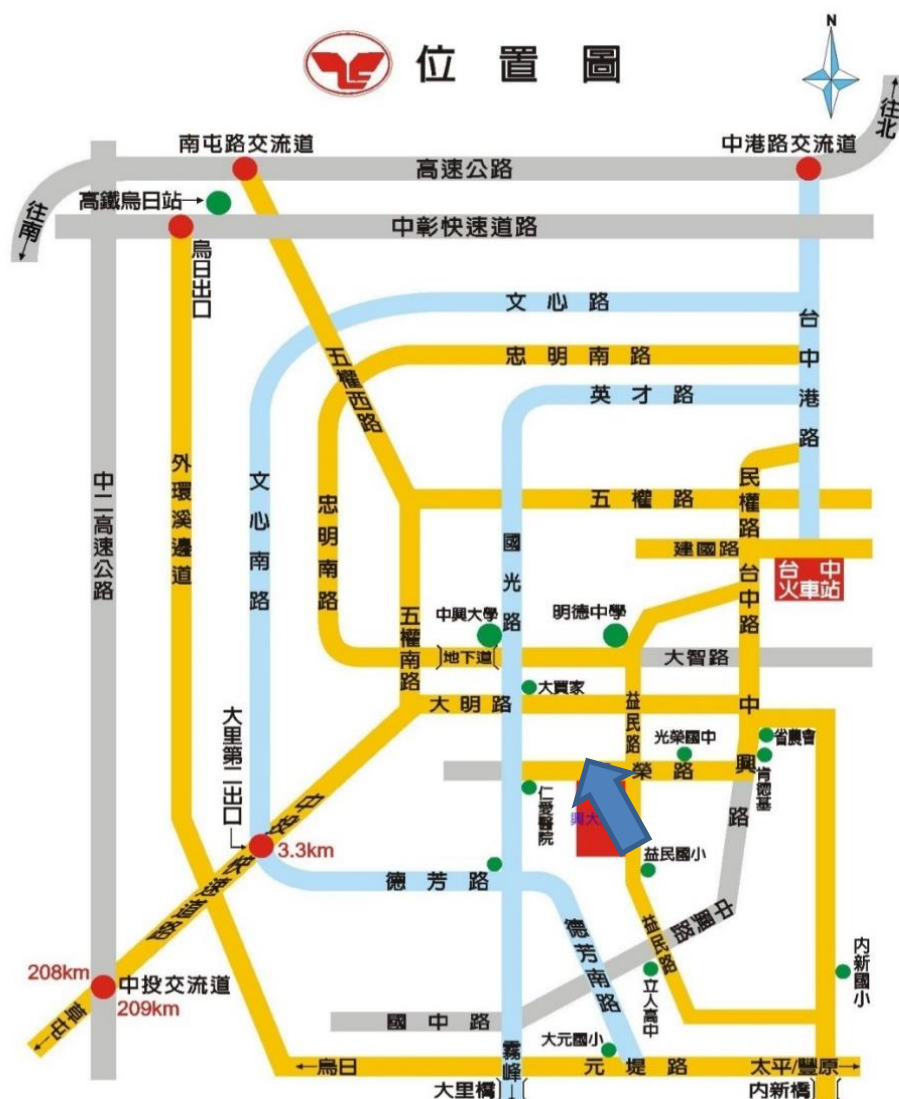 位置圖
N
往北
南屯路交流道
中港路交流道
高速公路
高鐵烏日站→
往南
中彰快速道路
烏日出口
文心路
台中港路
忠明南路
五權西路
英才路
外環溪邊道
文心南路
忠明南路
中二高速公路
五權路
民權路
國光路
建國路
台中火車站
台中路
中興大學
明德中學
五權南路
地下道
大智路
大買家
大明路
益民路
中興路
大里第二出口
光榮國中
省農會
榮路
肯德基
中投快速道路
仁愛醫院
興大
3.3km
益民國小
德芳路
中興路
德芳南路
益民路
內新國小
208km
中投交流道
209km
立人高中
國中路
大元國小
霧峰
←烏日
元堤路
太平/豐原→
大里橋
內新橋